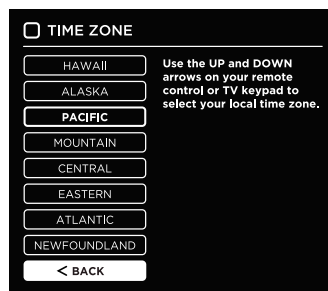 TIME ZONE
HAWAII
ALASKA
PACIFIC
MOUNTAIN
CENTRAL
EASTERN
ATLANTIC
NEWFOUNDLAND
< BACK
Use the UP and DOWN
arrows on your remote
control or TV keypad to
select your local time zone.